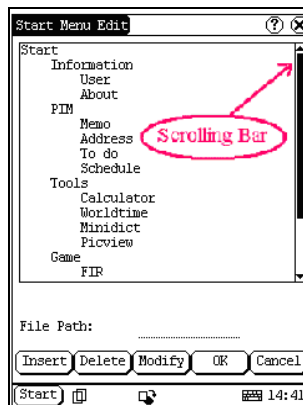 Start Menu Edit ?
Start
Information
User
About
PIM
Memo
Address
To do
Schedule
Scrolling Bar
Tools
Calculator
Worldtime
Minidict
Picview
Game
FIR
File Path:
Insert Delete Modify OK Cancel
Start 14:41